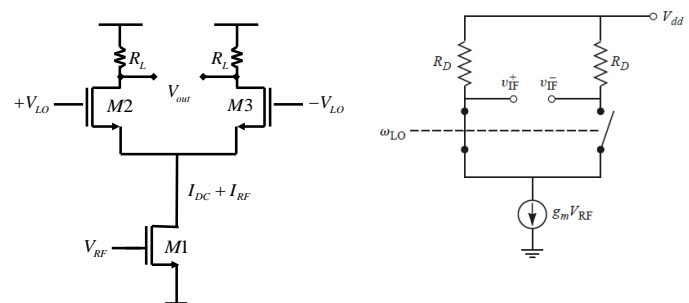 R_L
R_L
V_out
+V_LO
M2
M3
−V_LO
I_DC + I_RF
V_RF
M1
V_dd
R_D
R_D
v_IF^+
v_IF^−
ω_LO
g_m V_RF